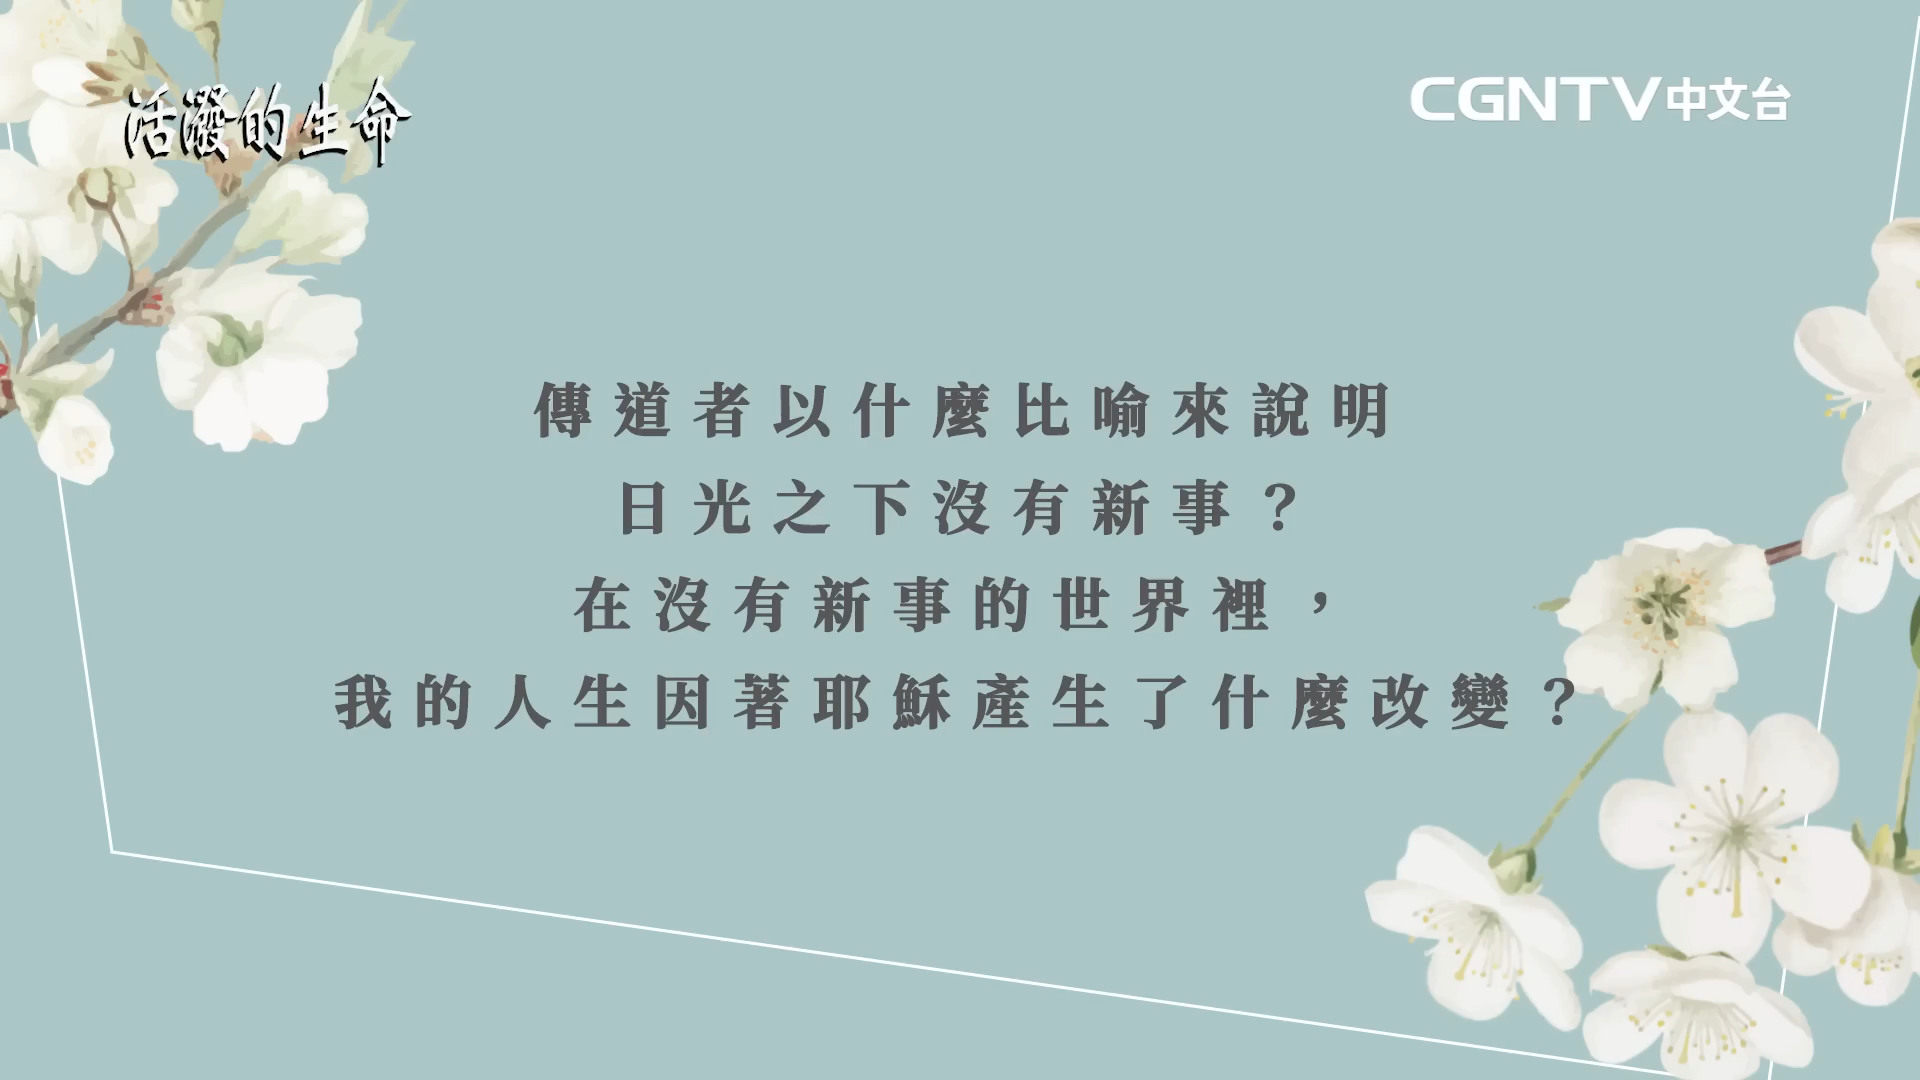 活潑的生命
CGNTV中文台
傳道者以什麼比喻來說明
日光之下沒有新事？
在沒有新事的世界裡，
我的人生因著耶穌產生了什麼改變？